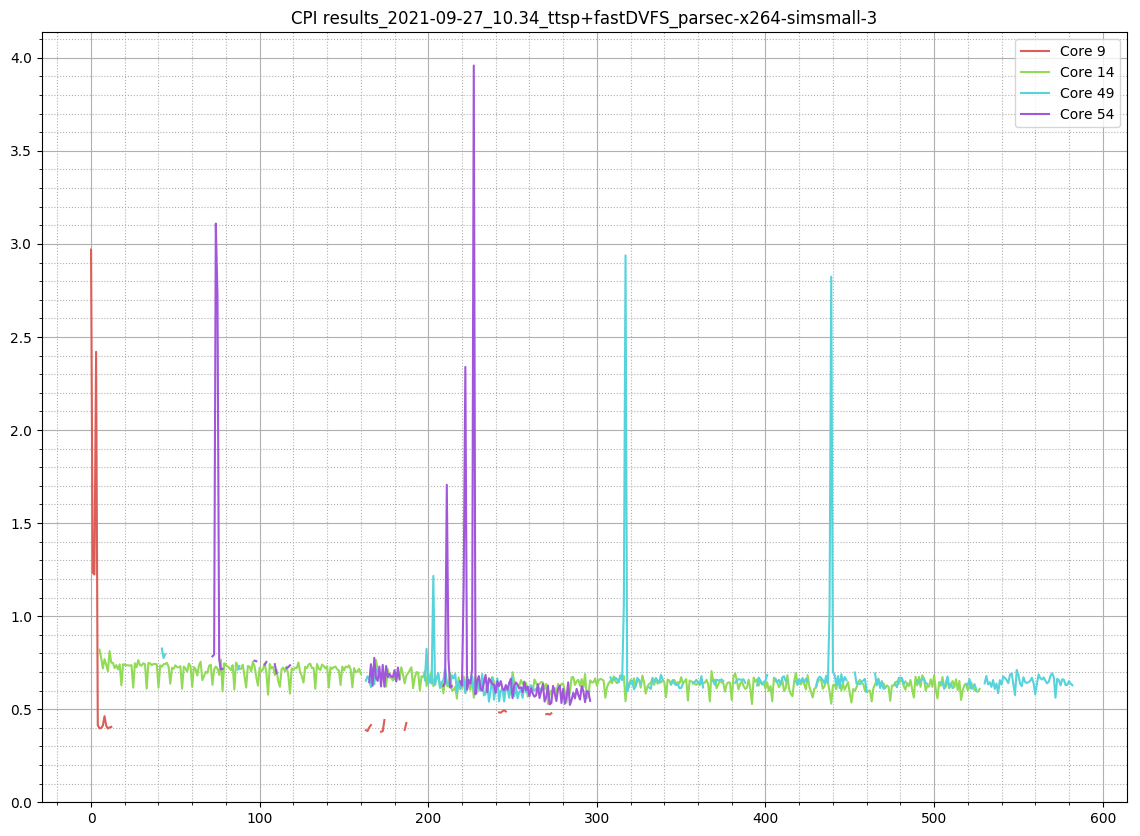 CPI results_2021-09-27_10.34_ttsp+fastDVFS_parsec-x264-simsmall-3
Core 9
Core 14
Core 49
Core 54
4.0
3.5
3.0
2.5
2.0
1.5
1.0
0.5
0.0
0 100 200 300 400 500 600